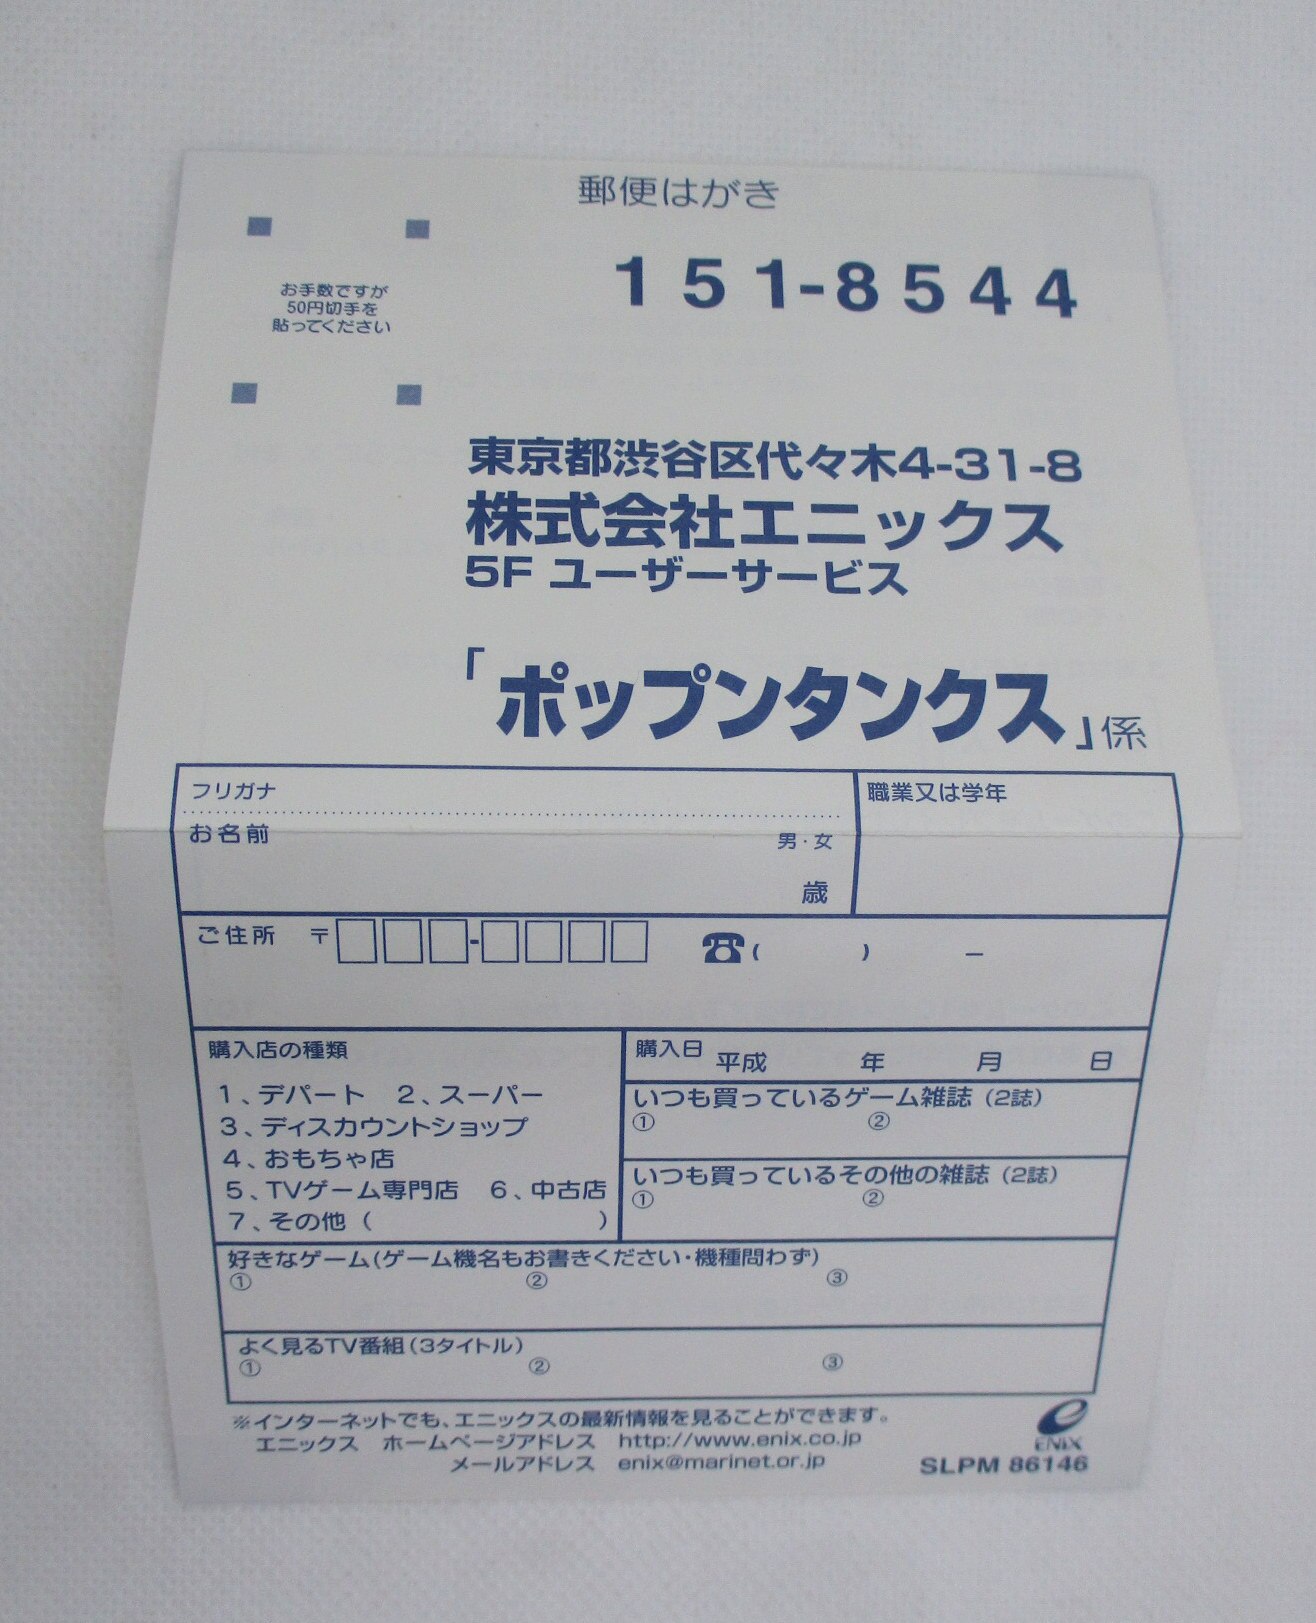 郵便はがき
お手数ですが
50円切手を
貼ってください
151-8544
東京都渋谷区代々木4-31-8
株式会社エニックス
5F ユーザーサービス
「ポップンタンクス」係
フリガナ
お名前
男・女
歳
職業又は学年
ご住所 〒 - ☎( ) −
購入店の種類
1、デパート 2、スーパー
3、ディスカウントショップ
4、おもちゃ店
5、TVゲーム専門店 6、中古店
7、その他 ( )
購入日 平成 年 月 日
いつも買っているゲーム雑誌(2誌)
① ②
いつも買っているその他の雑誌(2誌)
① ②
好きなゲーム(ゲーム機名もお書きください・機種問わず)
① ② ③
よく見るTV番組(3タイトル)
① ② ③
※インターネットでも、エニックスの最新情報を見ることができます。
エニックス ホームページアドレス http://www.enix.co.jp
メールアドレス enix@marinet.or.jp
ENIX
SLPM 86146